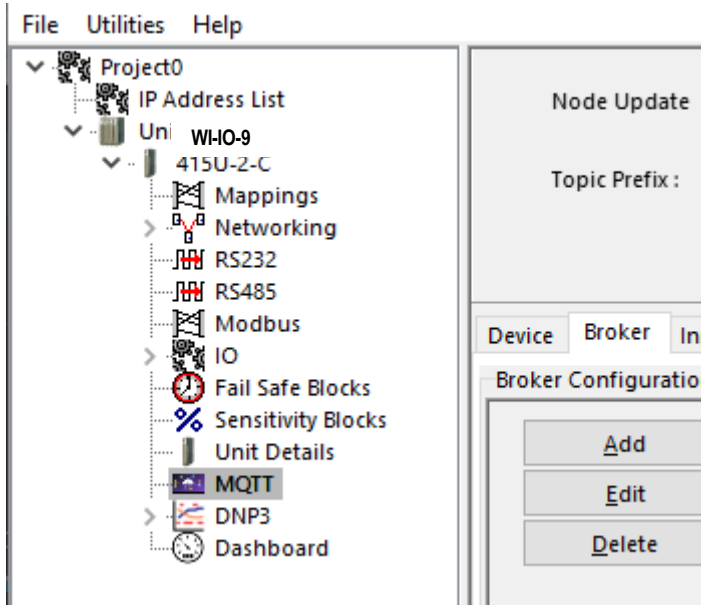 File Utilities Help
Project0
IP Address List
Uni WI-IO-9
415U-2-C
Mappings
Networking
RS232
RS485
Modbus
IO
Fail Safe Blocks
Sensitivity Blocks
Unit Details
MQTT
DNP3
Dashboard
Node Update
Topic Prefix :
Device Broker In
Broker Configuratio
Add
Edit
Delete